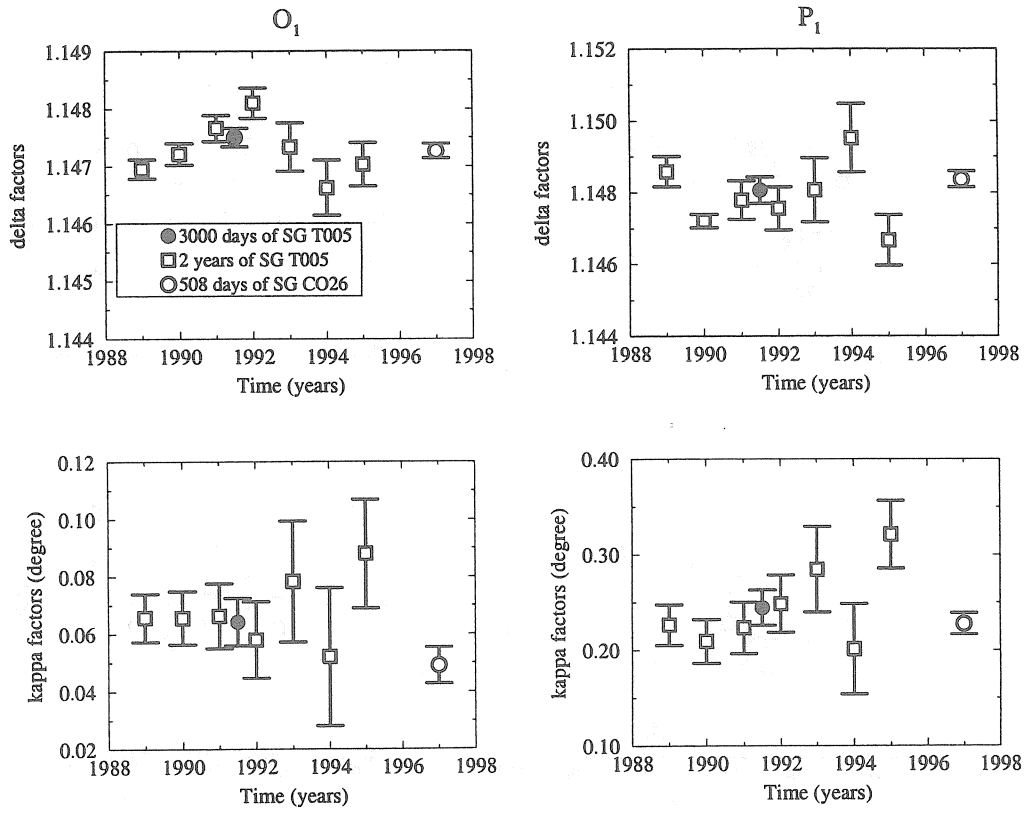 O₁
1.149
1.148
1.147
1.146
1.145
1.144
delta factors
3000 days of SG T005
2 years of SG T005
508 days of SG CO26
1988 1990 1992 1994 1996 1998
Time (years)
P₁
1.152
1.150
1.148
1.146
1.144
delta factors
1988 1990 1992 1994 1996 1998
Time (years)
0.12
0.10
0.08
0.06
0.04
0.02
kappa factors (degree)
1988 1990 1992 1994 1996 1998
Time (years)
0.40
0.30
0.20
0.10
kappa factors (degree)
1988 1990 1992 1994 1996 1998
Time (years)